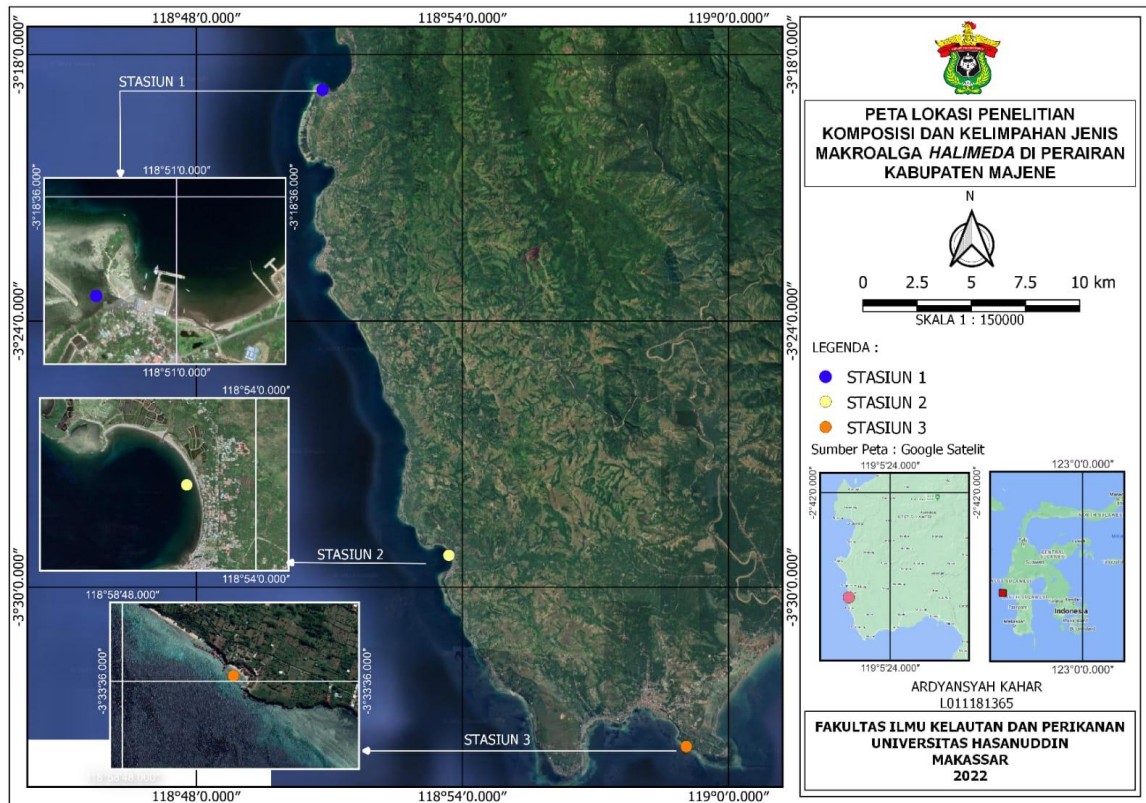 118°48'0.000"
118°54'0.000"
119°0'0.000"
-3°18'0.000"
-3°18'0.000"
STASIUN 1
118°51'0.000"
-3°18'36.000"
-3°18'36.000"
118°51'0.000"
-3°24'0.000"
-3°24'0.000"
118°54'0.000"
118°54'0.000"
STASIUN 2
-3°30'0.000"
-3°30'0.000"
118°58'48.000"
-3°33'36.000"
-3°33'36.000"
STASIUN 3
118°58'48.000"
118°48'0.000"
118°54'0.000"
119°0'0.000"
PETA LOKASI PENELITIAN
KOMPOSISI DAN KELIMPAHAN JENIS
MAKROALGA HALIMEDA DI PERAIRAN
KABUPATEN MAJENE
N
0 2.5 5 7.5 10 km
SKALA 1 : 150000
LEGENDA :
STASIUN 1
STASIUN 2
STASIUN 3
Sumber Peta : Google Satelit
119°5'24.000"
-2°42'0.000"
-2°42'0.000"
119°5'24.000"
123°0'0.000"
Indonesia
123°0'0.000"
ARDYANSYAH KAHAR
L011181365
FAKULTAS ILMU KELAUTAN DAN PERIKANAN
UNIVERSITAS HASANUDDIN
MAKASSAR
2022